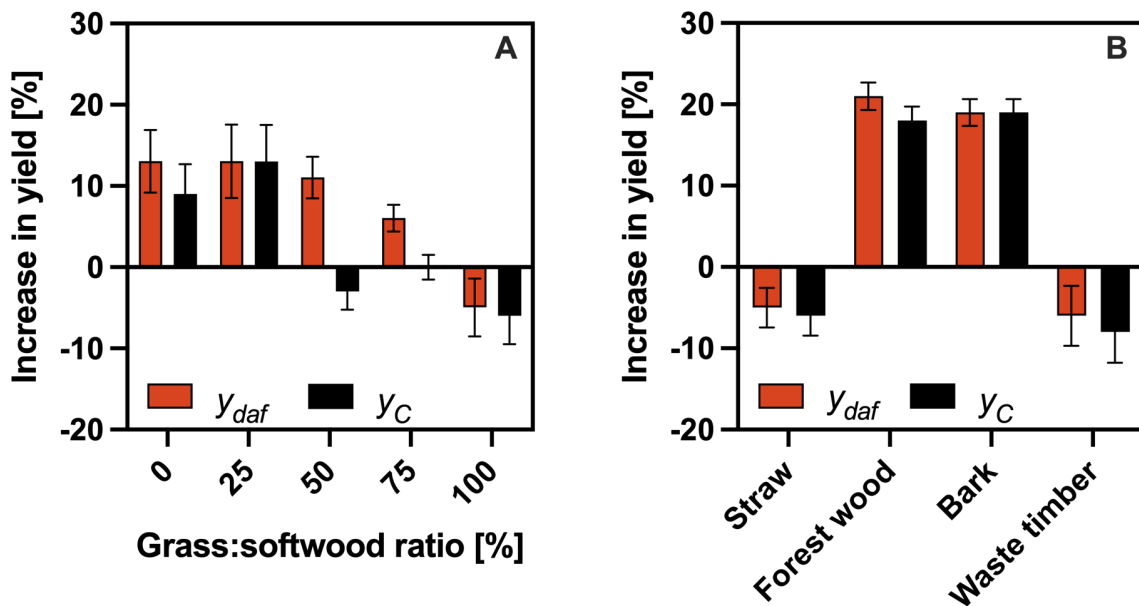 A
Increase in yield [%]
30
20
10
0
-10
-20
y_daf
y_C
0
25
50
75
100
Grass:softwood ratio [%]
B
Increase in yield [%]
30
20
10
0
-10
-20
y_daf
y_C
Straw
Forest wood
Bark
Waste timber